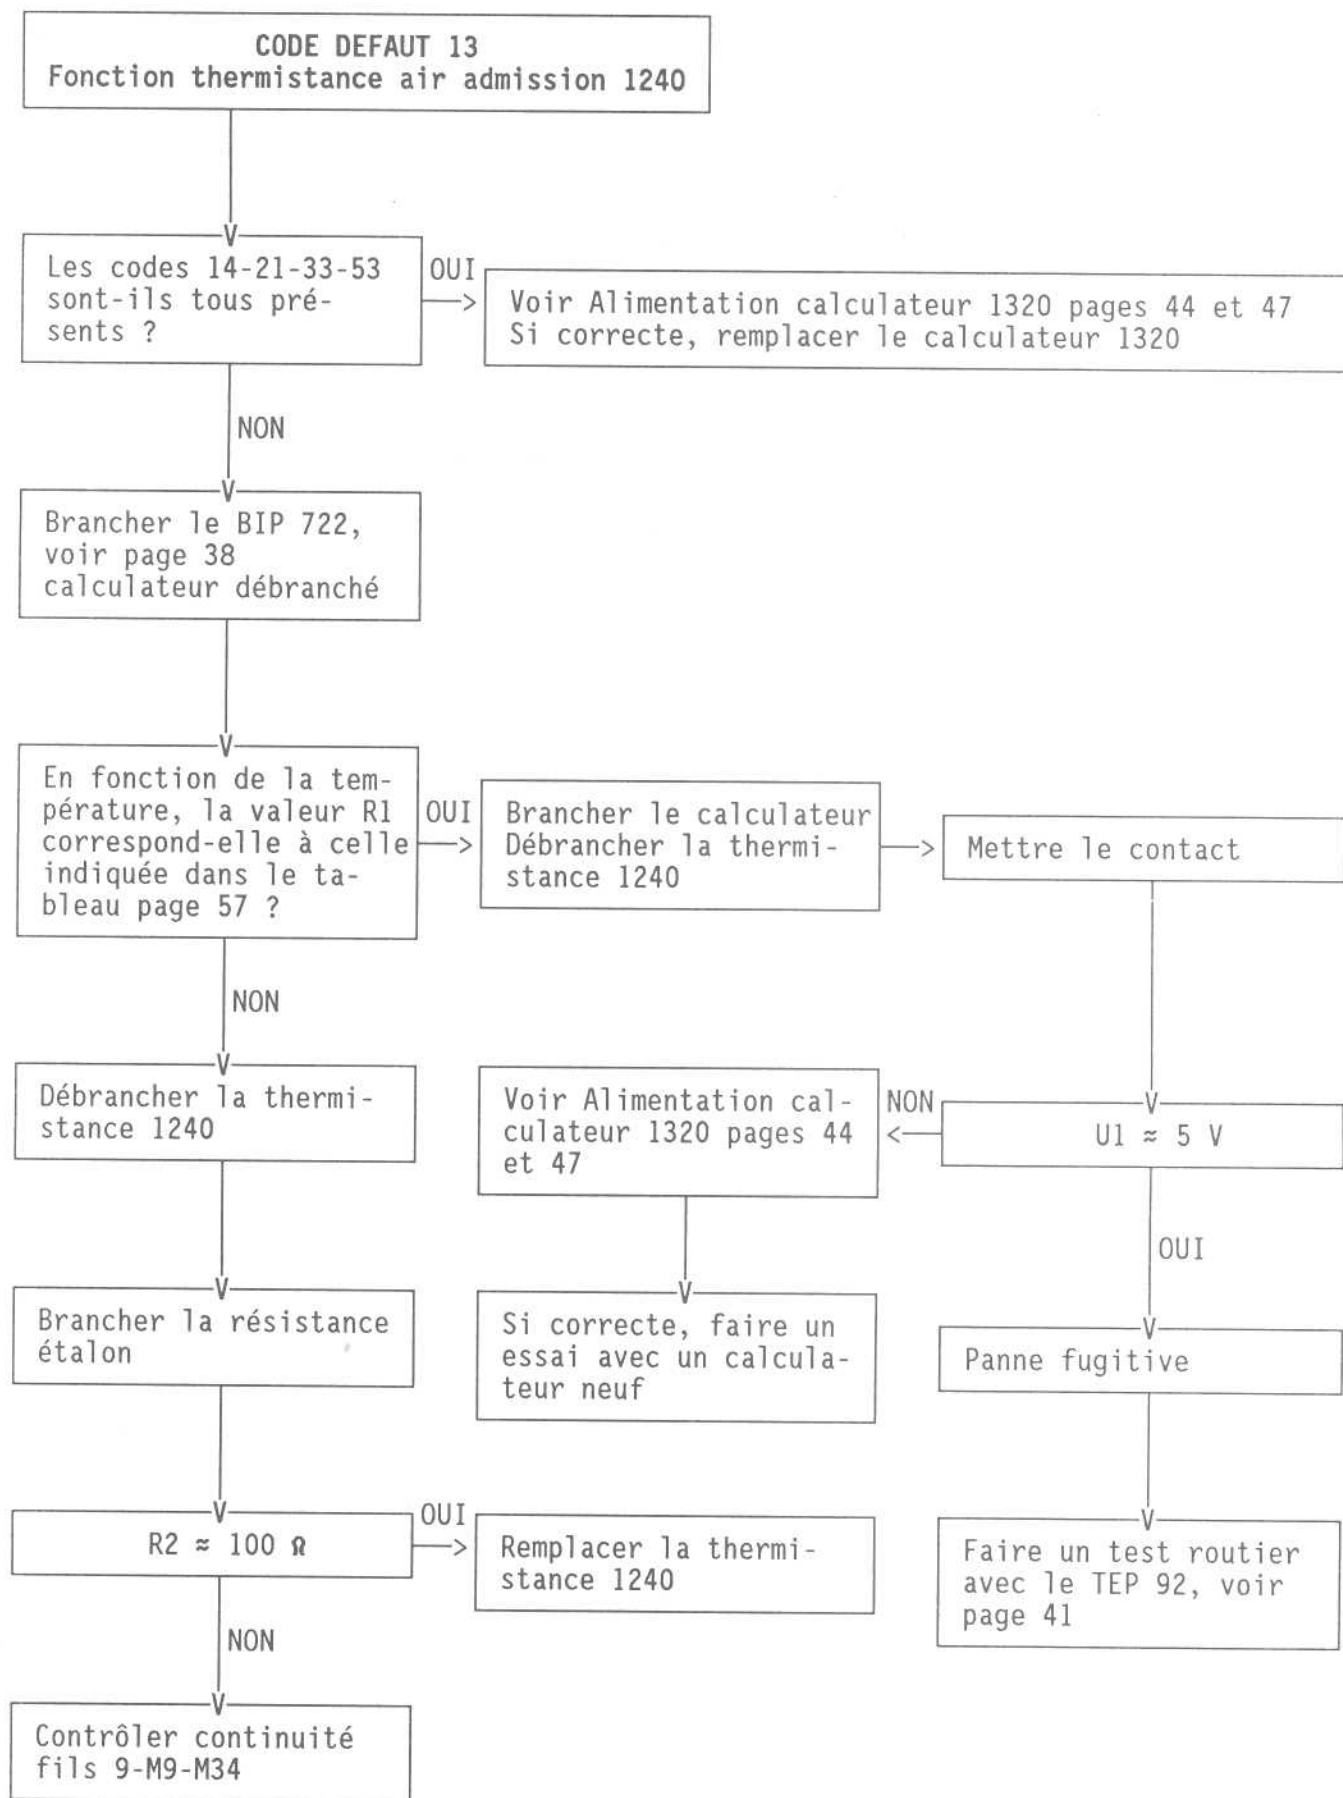 CODE DEFAUT 13
Fonction thermistance air admission 1240
Les codes 14-21-33-53
sont-ils tous pré-
sents ?
OUI
Voir Alimentation calculateur 1320 pages 44 et 47
Si correcte, remplacer le calculateur 1320
NON
Brancher le BIP 722,
voir page 38
calculateur débranché
En fonction de la tem-
pérature, la valeur R1
correspond-elle à celle
indiquée dans le ta-
bleau page 57 ?
OUI
Brancher le calculateur
Débrancher la thermi-
stance 1240
Mettre le contact
NON
Débrancher la thermi-
stance 1240
Voir Alimentation cal-
culateur 1320 pages 44
et 47
NON
U1 ≈ 5 V
OUI
Brancher la résistance
étalon
Si correcte, faire un
essai avec un calcula-
teur neuf
Panne fugitive
R2 ≈ 100 Ω
OUI
Remplacer la thermi-
stance 1240
Faire un test routier
avec le TEP 92, voir
page 41
NON
Contrôler continuité
fils 9-M9-M34